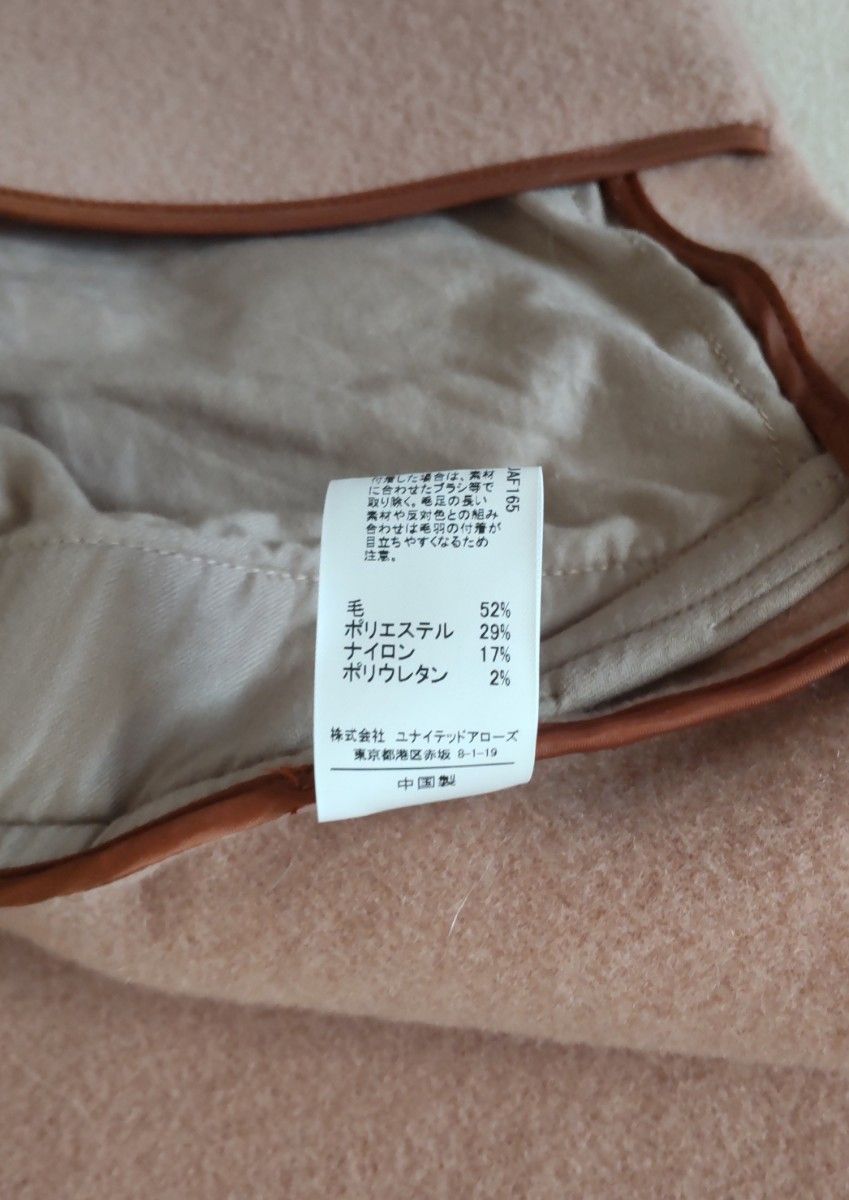 付着した場合は、素材
に合わせたブラシ等で
取り除く。毛足の長い
素材や反対色との組み
合わせは毛羽の付着が
目立ちやすくなるため
注意。
JAF165
毛 52%
ポリエステル 29%
ナイロン 17%
ポリウレタン 2%
株式会社 ユナイテッドアローズ
東京都港区赤坂 8-1-19
中国製